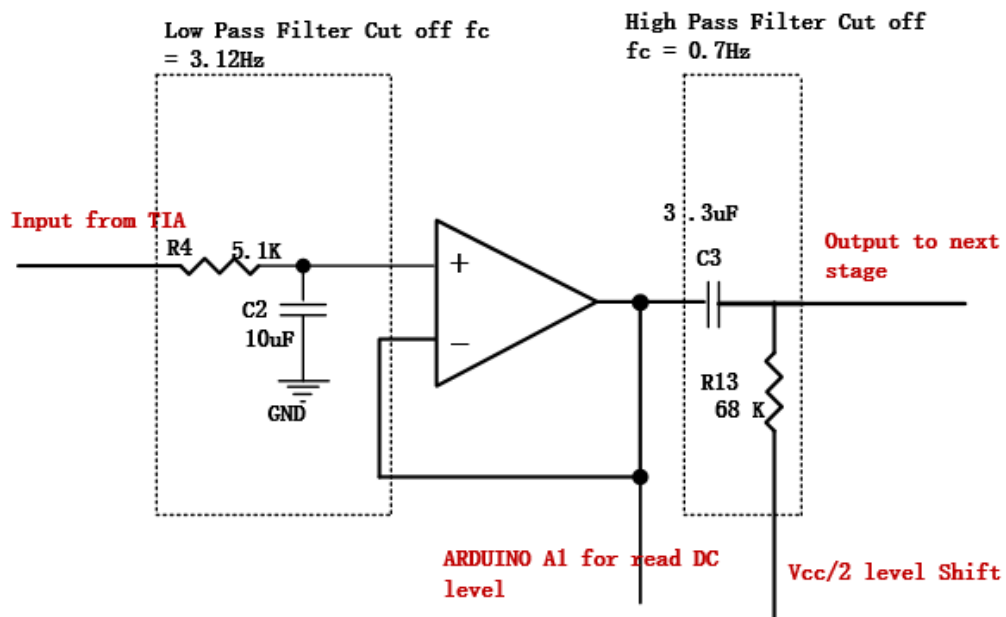 Low Pass Filter Cut off fc
= 3.12Hz
High Pass Filter Cut off
fc = 0.7Hz
Input from TIA
R4
5.1K
C2
10uF
GND
+
−
3.3uF
C3
Output to next
stage
R13
68 K
ARDUINO A1 for read DC
level
Vcc/2 level Shift